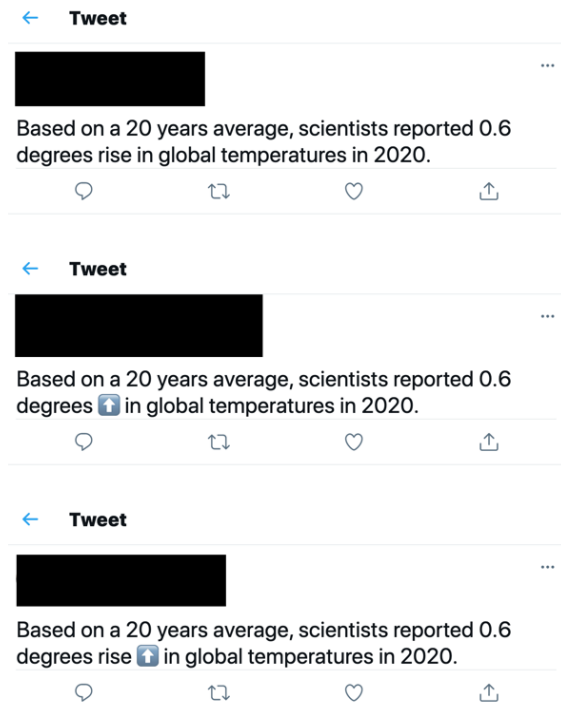 Tweet
Based on a 20 years average, scientists reported 0.6
degrees rise in global temperatures in 2020.
Tweet
Based on a 20 years average, scientists reported 0.6
degrees ⬆️ in global temperatures in 2020.
Tweet
Based on a 20 years average, scientists reported 0.6
degrees rise ⬆️ in global temperatures in 2020.